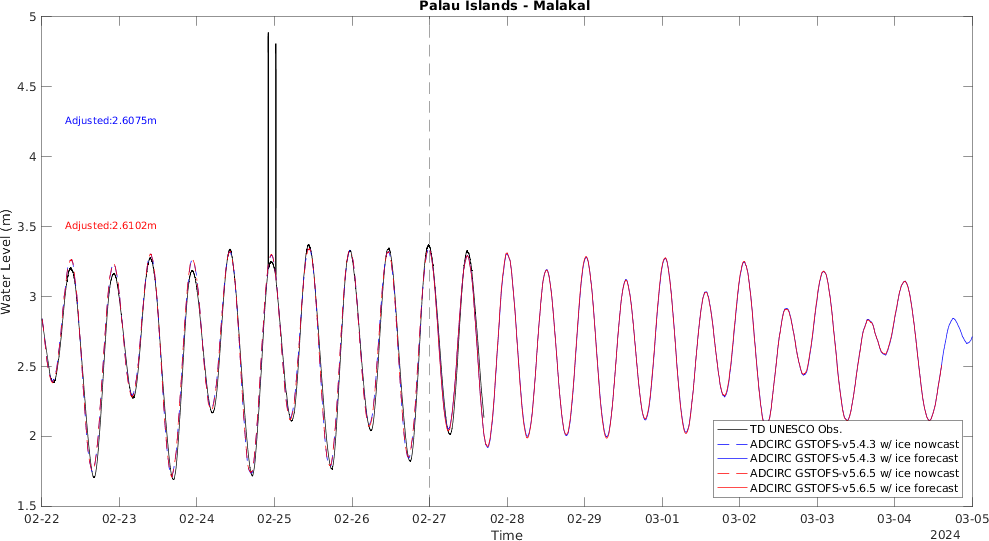 Palau Islands - Malakal
Water Level (m)
5
4.5
4
3.5
3
2.5
2
1.5
Adjusted:2.6075m
Adjusted:2.6102m
TD UNESCO Obs.
ADCIRC GSTOFS-v5.4.3 w/ ice nowcast
ADCIRC GSTOFS-v5.4.3 w/ ice forecast
ADCIRC GSTOFS-v5.6.5 w/ ice nowcast
ADCIRC GSTOFS-v5.6.5 w/ ice forecast
02-22 02-23 02-24 02-25 02-26 02-27 02-28 02-29 03-01 03-02 03-03 03-04 03-05
Time
2024